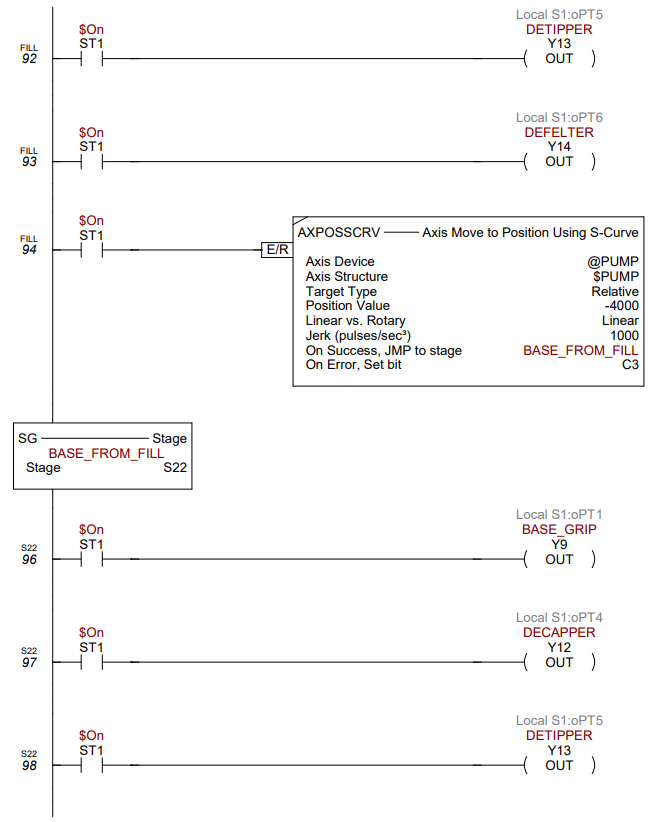 Local S1:oPT5
$On DETIPPER
FILL ST1 Y13
92 OUT
Local S1:oPT6
$On DEFELTER
FILL ST1 Y14
93 OUT
$On
FILL ST1 AXPOSSCRV Axis Move to Position Using S-Curve
94 E/R
Axis Device @PUMP
Axis Structure $PUMP
Target Type Relative
Position Value -4000
Linear vs. Rotary Linear
Jerk (pulses/sec³) 1000
On Success, JMP to stage BASE_FROM_FILL
On Error, Set bit C3
SG Stage
BASE_FROM_FILL
Stage S22
Local S1:oPT1
$On BASE_GRIP
S22 ST1 Y9
96 OUT
Local S1:oPT4
$On DECAPPER
S22 ST1 Y12
97 OUT
Local S1:oPT5
$On DETIPPER
S22 ST1 Y13
98 OUT